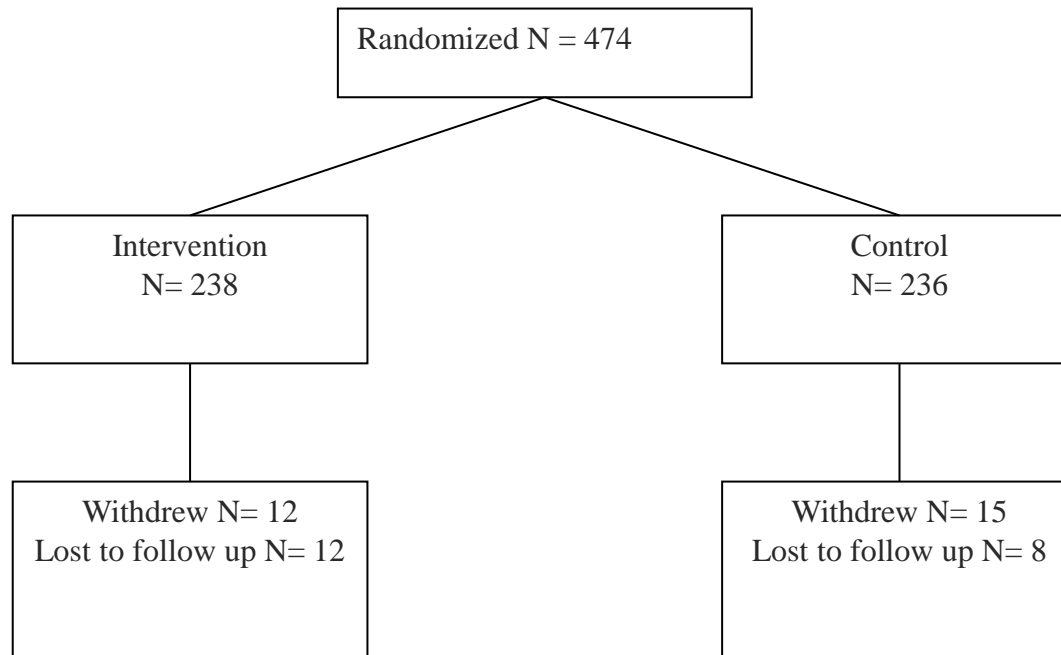 Randomized N = 474
Intervention
N= 238
Control
N= 236
Withdrew N= 12
Lost to follow up N= 12
Withdrew N= 15
Lost to follow up N= 8